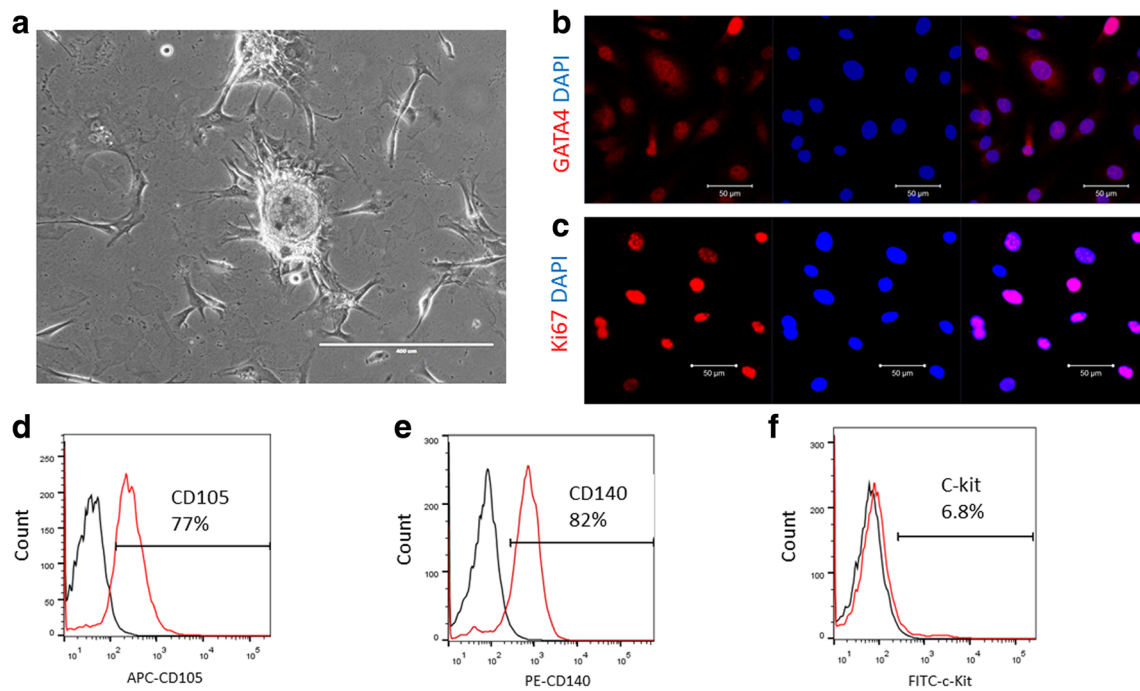 a
400 um
b
GATA4 DAPI
50 µm
50 µm
50 µm
c
Ki67 DAPI
50 µm
50 µm
50 µm
d
250
200
150
100
50
0
Count
CD105
77%
10¹
10²
10³
10⁴
10⁵
APC-CD105
e
300
200
100
0
Count
CD140
82%
10¹
10²
10³
10⁴
10⁵
PE-CD140
f
300
200
100
0
Count
C-kit
6.8%
10¹
10²
10³
10⁴
10⁵
FITC-c-Kit